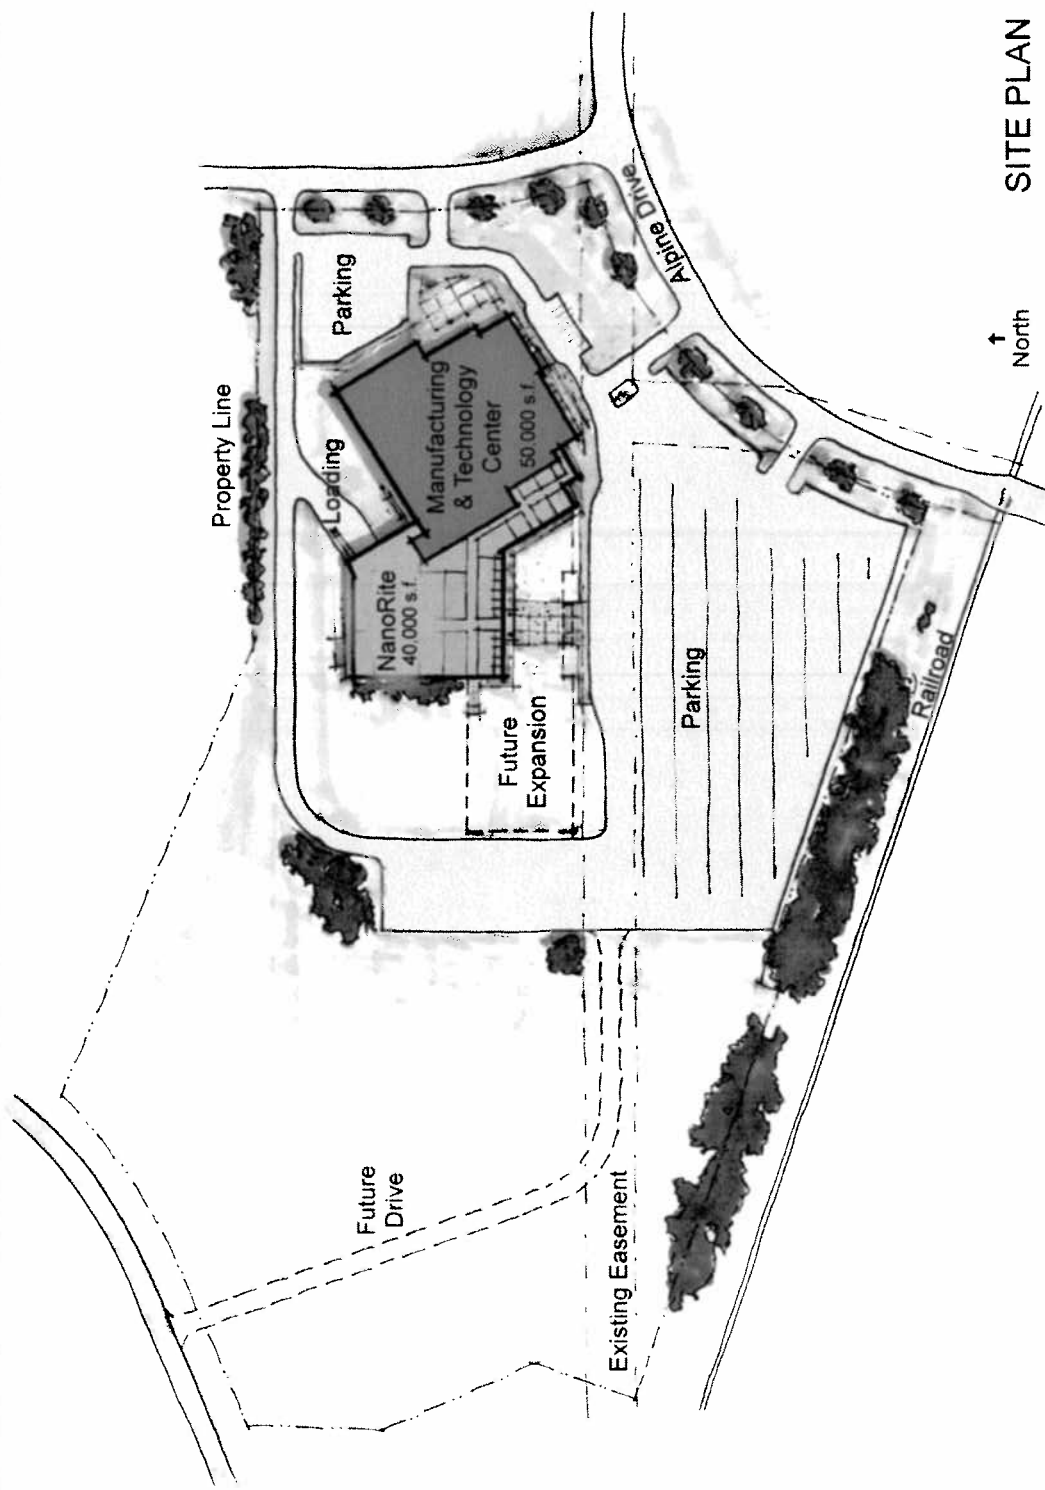 Property Line
Parking
Loading
Alpine Drive
Manufacturing
& Technology
Center
50.000 s.f.
NanoRite
40.000 s.f.
Future
Expansion
Parking
Railroad
Future
Drive
Existing Easement
North
SITE PLAN